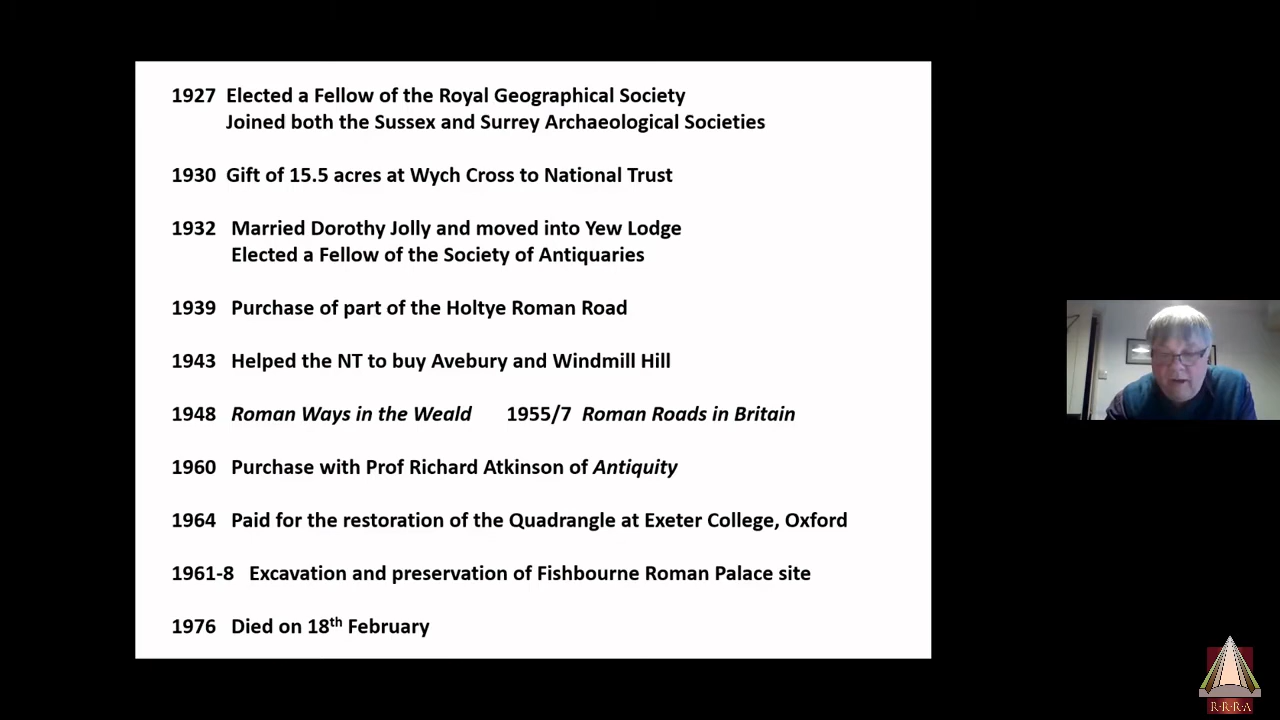 1927 Elected a Fellow of the Royal Geographical Society
Joined both the Sussex and Surrey Archaeological Societies
1930 Gift of 15.5 acres at Wych Cross to National Trust
1932 Married Dorothy Jolly and moved into Yew Lodge
Elected a Fellow of the Society of Antiquaries
1939 Purchase of part of the Holtye Roman Road
1943 Helped the NT to buy Avebury and Windmill Hill
1948 Roman Ways in the Weald 1955/7 Roman Roads in Britain
1960 Purchase with Prof Richard Atkinson of Antiquity
1964 Paid for the restoration of the Quadrangle at Exeter College, Oxford
1961-8 Excavation and preservation of Fishbourne Roman Palace site
1976 Died on 18th February
R·R·R·A